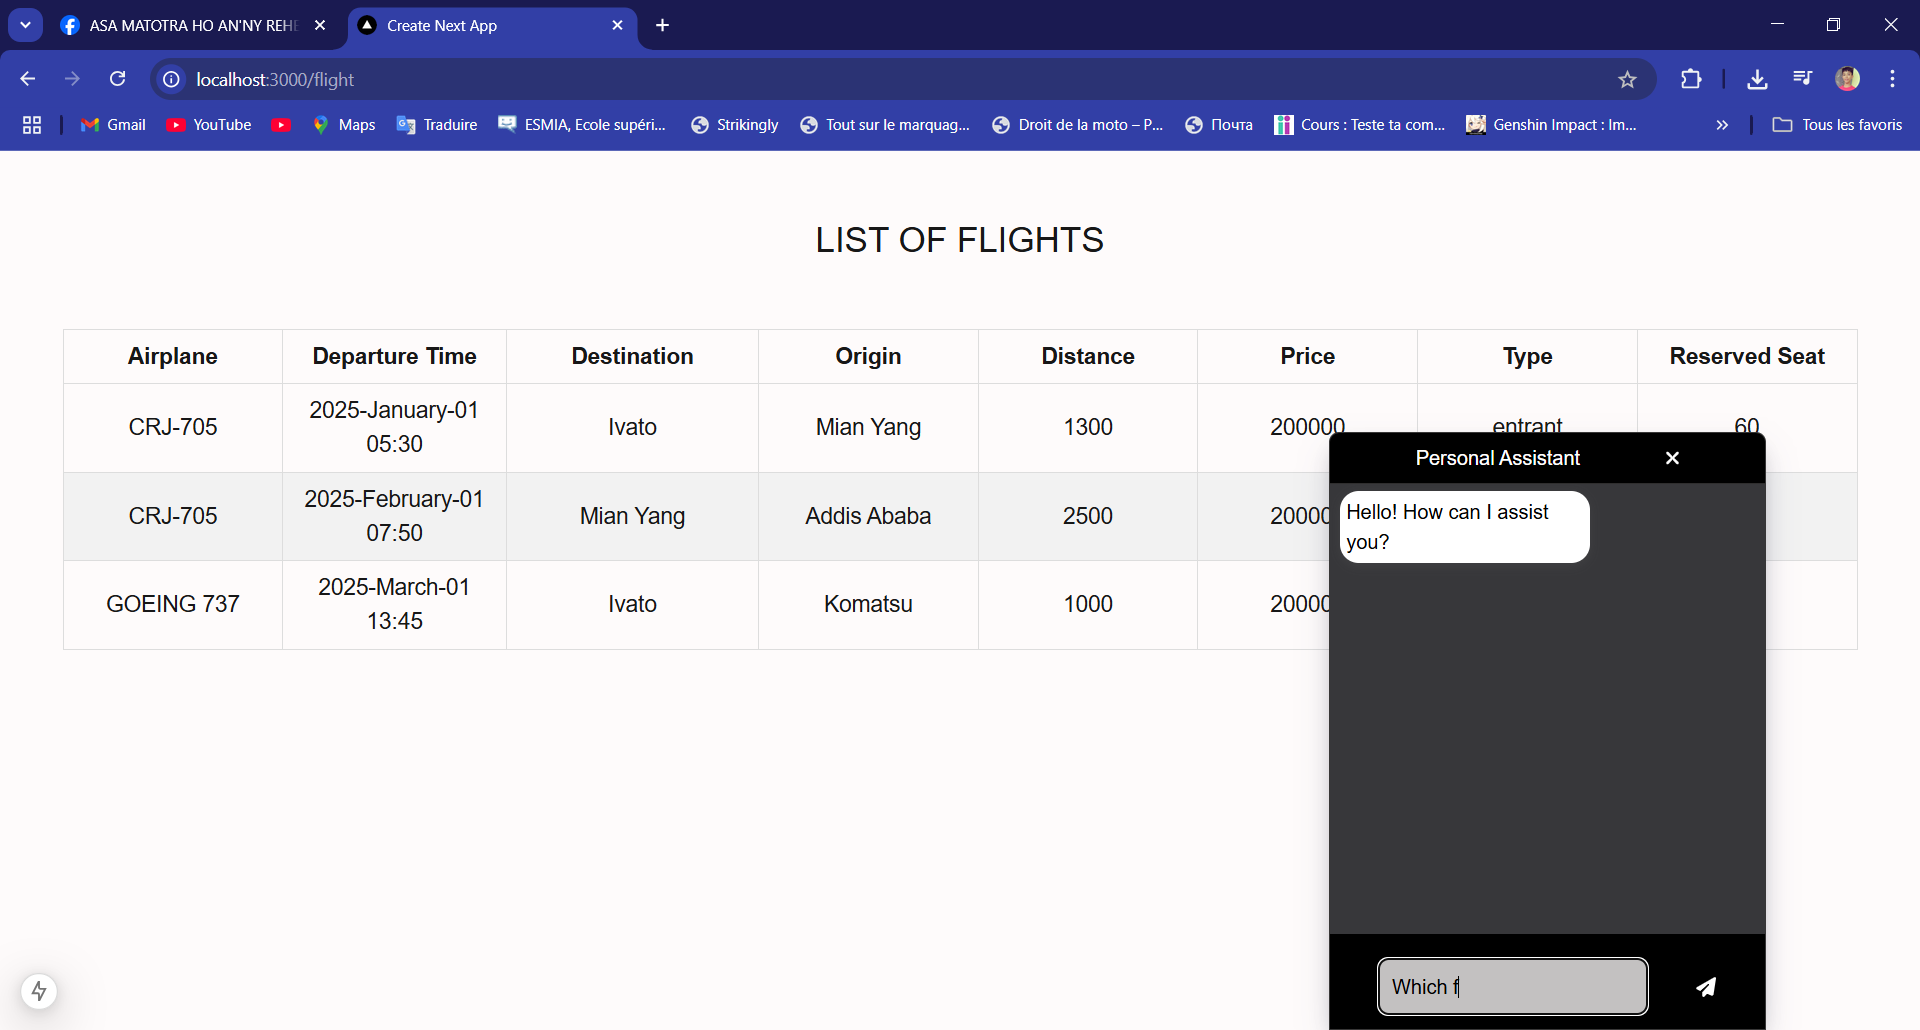 ASA MATOTRA HO AN'NY REHE
Create Next App
localhost:3000/flight
Gmail
YouTube
Maps
Traduire
ESMIA, Ecole supéri...
Strikingly
Tout sur le marquag...
Droit de la moto – P...
Почта
Cours : Teste ta com...
Genshin Impact : Im...
Tous les favoris
LIST OF FLIGHTS
Airplane Departure Time Destination Origin Distance Price Type Reserved Seat
CRJ-705 2025-January-01 05:30 Ivato Mian Yang 1300 200000 entrant 60
CRJ-705 2025-February-01 07:50 Mian Yang Addis Ababa 2500 20000
GOEING 737 2025-March-01 13:45 Ivato Komatsu 1000 20000
Personal Assistant
Hello! How can I assist
you?
Which f